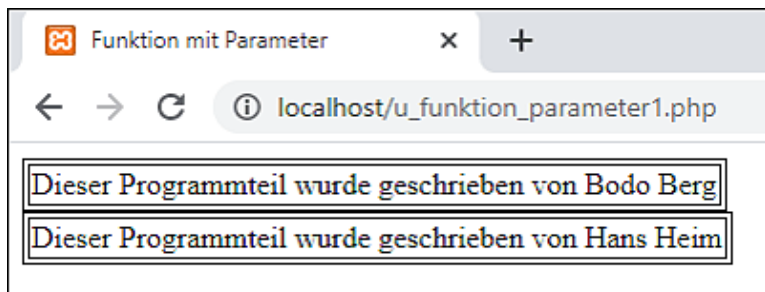 Funktion mit Parameter
localhost/u_funktion_parameter1.php
Dieser Programmteil wurde geschrieben von Bodo Berg
Dieser Programmteil wurde geschrieben von Hans Heim